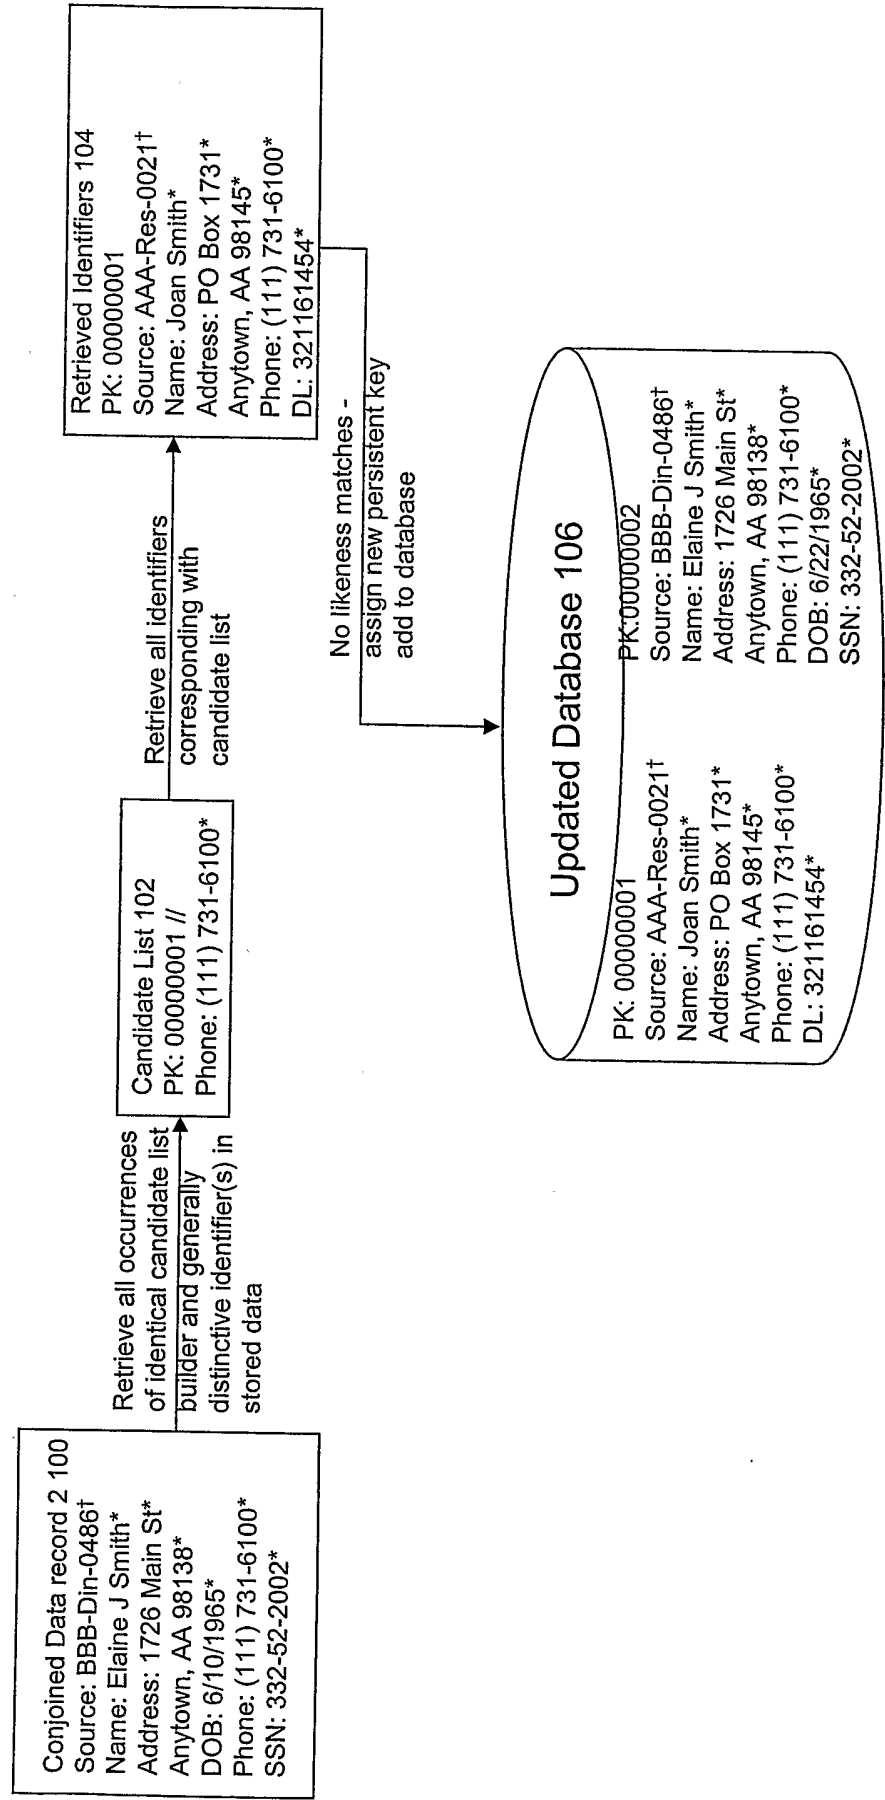 Conjoined Data record 2 100
Source: BBB-Din-0486†
Name: Elaine J Smith*
Address: 1726 Main St*
Anytown, AA 98138*
DOB: 6/10/1965*
Phone: (111) 731-6100*
SSN: 332-52-2002*
Retrieve all occurrences
of identical candidate list
builder and generally
distinctive identifier(s) in
stored data
Candidate List 102
PK: 00000001 //
Phone: (111) 731-6100*
Retrieve all identifiers
corresponding with
candidate list
Retrieved Identifiers 104
PK: 00000001
Source: AAA-Res-0021†
Name: Joan Smith*
Address: PO Box 1731*
Anytown, AA 98145*
Phone: (111) 731-6100*
DL: 321161454*
No likeness matches -
assign new persistent key
add to database
Updated Database 106
PK: 00000001
Source: AAA-Res-0021†
Name: Joan Smith*
Address: PO Box 1731*
Anytown, AA 98145*
Phone: (111) 731-6100*
DL: 321161454*
PK:00000002
Source: BBB-Din-0486†
Name: Elaine J Smith*
Address: 1726 Main St*
Anytown, AA 98138*
Phone: (111) 731-6100*
DOB: 6/22/1965*
SSN: 332-52-2002*